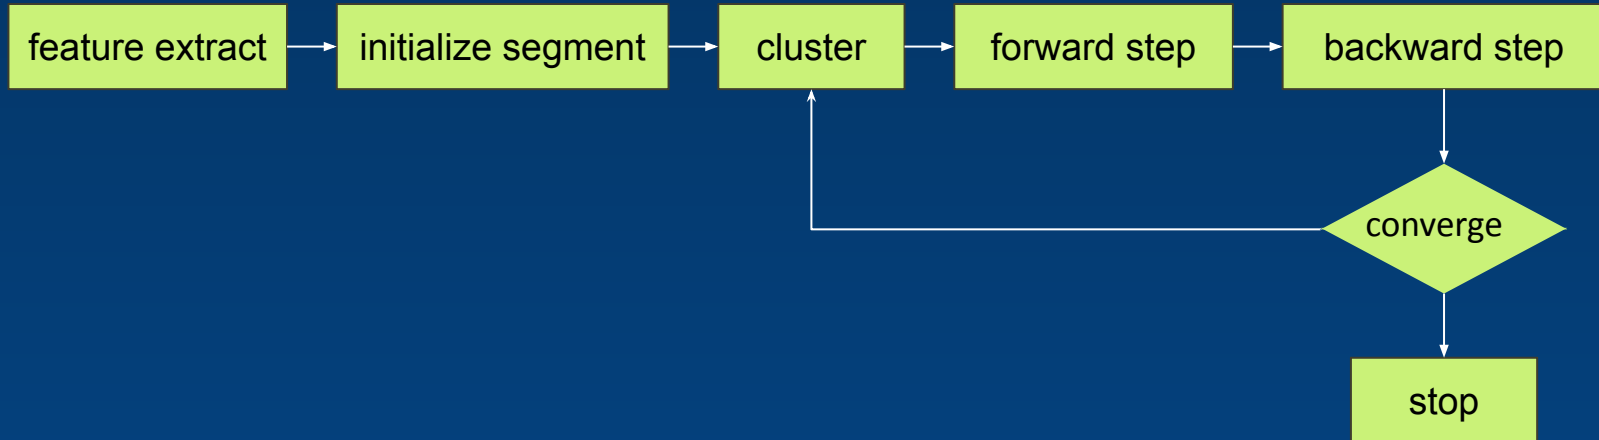 feature extract
initialize segment
cluster
forward step
backward step
converge
stop